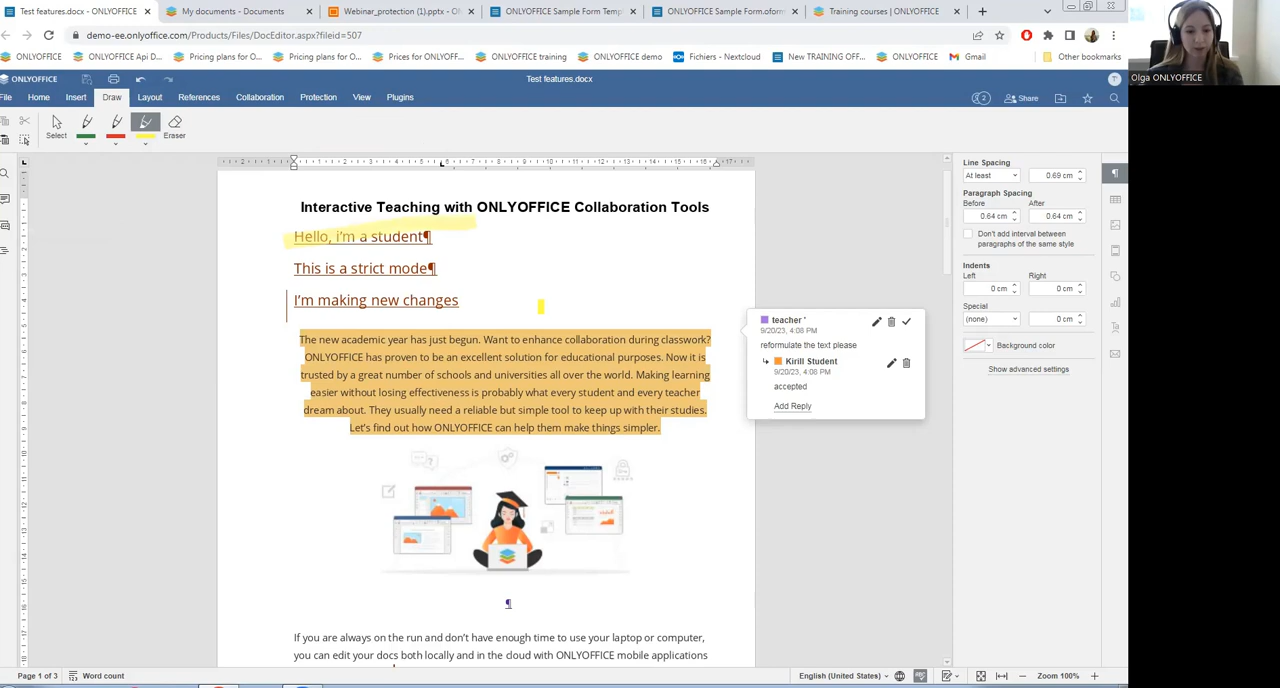 Test features.docx - ONLYOFFICE
My documents - Documents
Webinar_protection (1).pptx - ON
ONLYOFFICE Sample Form Temp
ONLYOFFICE Sample Form.oform
Training courses | ONLYOFFICE
demo-ee.onlyoffice.com/Products/Files/DocEditor.aspx?fileid=507
ONLYOFFICE
ONLYOFFICE Api D...
Pricing plans for O...
Pricing plans for O...
Prices for ONLYOFF...
ONLYOFFICE training
ONLYOFFICE demo
Fichiers - Nextcloud
New TRAINING OFF...
ONLYOFFICE
Gmail
Other bookmarks
Olga ONLYOFFICE
ONLYOFFICE
Test features.docx
T
File
Home
Insert
Draw
Layout
References
Collaboration
Protection
View
Plugins
2
Share
Select
Eraser
Interactive Teaching with ONLYOFFICE Collaboration Tools
Hello, i'm a student¶
This is a strict mode¶
I'm making new changes
The new academic year has just begun. Want to enhance collaboration during classwork?
ONLYOFFICE has proven to be an excellent solution for educational purposes. Now it is
trusted by a great number of schools and universities all over the world. Making learning
easier without losing effectiveness is probably what every student and every teacher
dream about. They usually need a reliable but simple tool to keep up with their studies.
Let's find out how ONLYOFFICE can help them make things simpler.
¶
If you are always on the run and don't have enough time to use your laptop or computer,
you can edit your docs both locally and in the cloud with ONLYOFFICE mobile applications
teacher
9/20/23, 4:08 PM
reformulate the text please
Kirill Student
9/20/23, 4:08 PM
accepted
Add Reply
Line Spacing
At least
0.69 cm
Paragraph Spacing
Before
After
0.64 cm
0.64 cm
Don't add interval between
paragraphs of the same style
Indents
Left
Right
0 cm
0 cm
Special
(none)
0 cm
Background color
Show advanced settings
Page 1 of 3
Word count
English (United States)
Zoom 100%